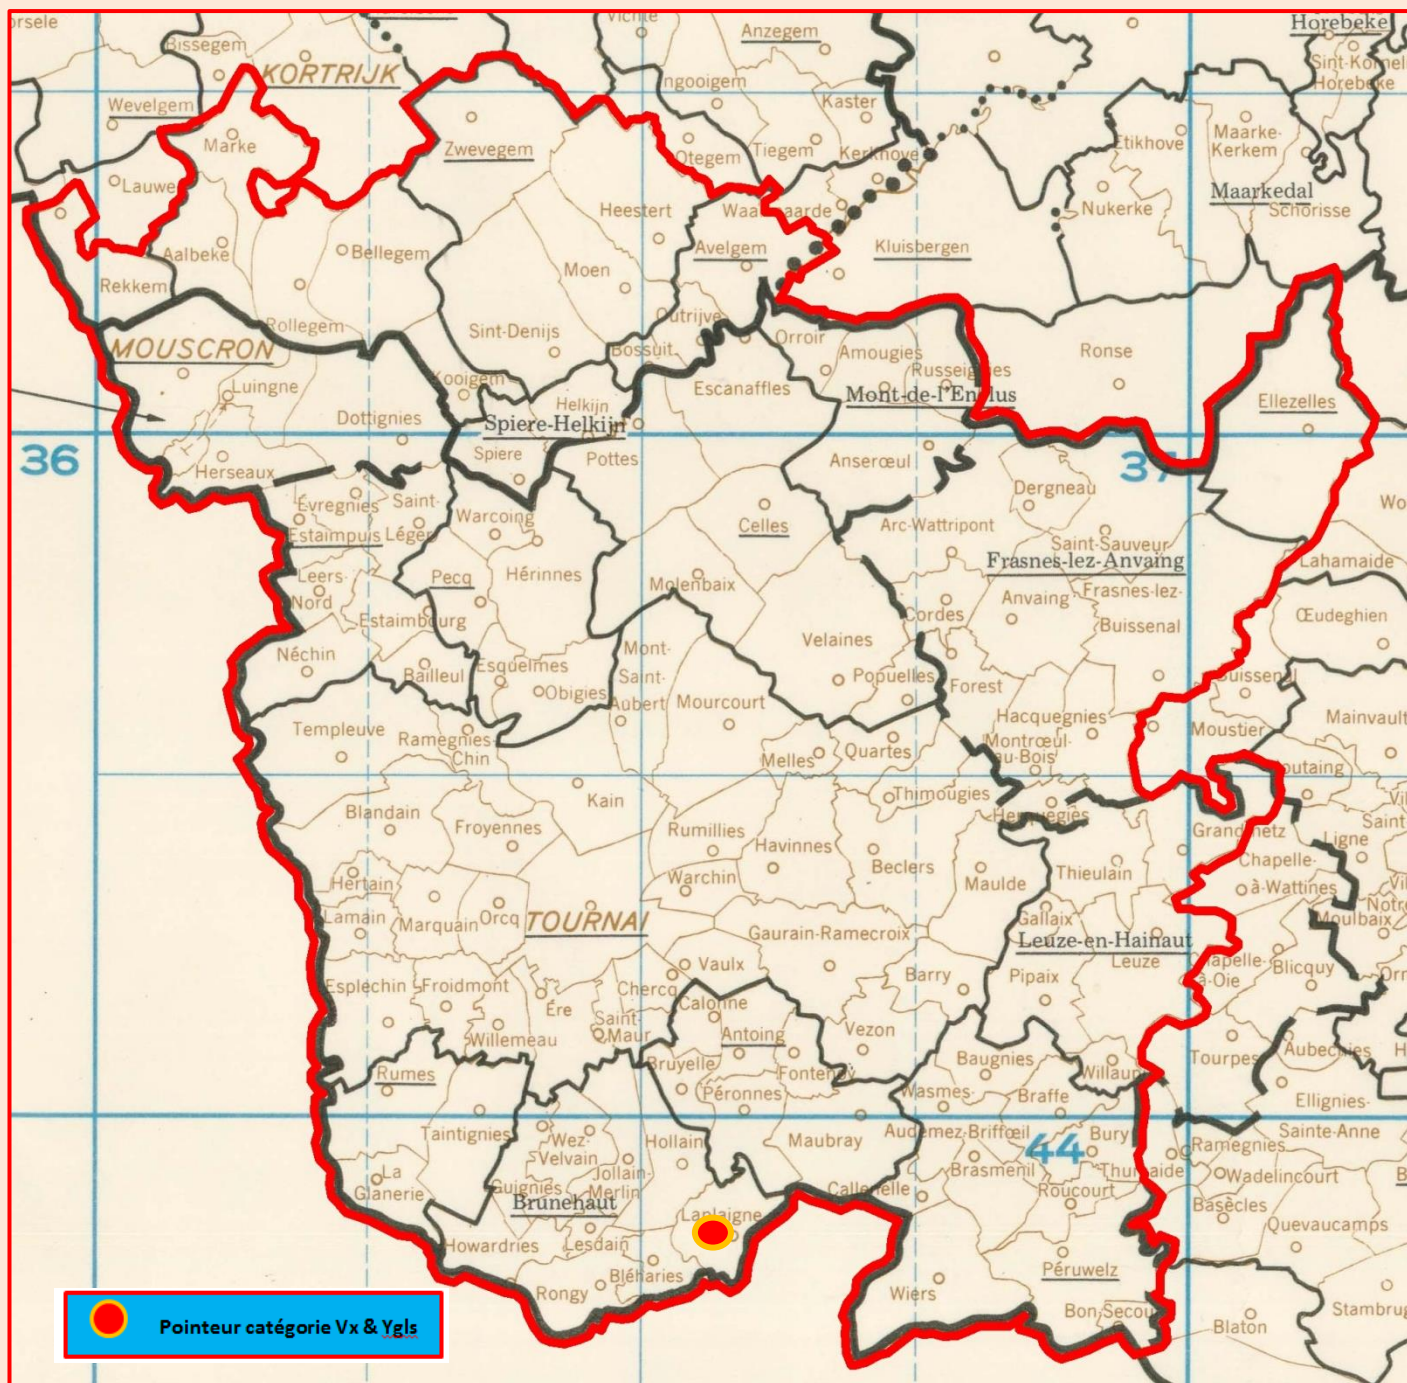 Horebeke
Vichte
Anzegem
Bissegem
KORTRIJK
Sint-Kornelis-
Horebeke
Wevelgem
Ingooigem
Kaster
Marke
Zwevegem
Otegem
Tiegem
Kerkhove
Etikhove
Maarke-
Kerkem
Lauwe
Maarkedal
Heestert
Nukerke
Schorisse
Aalbeke
Bellegem
Avelgem
Kluisbergen
Rekkem
Moen
Rollegem
Sint-Denijs
Outrijve
Orroir
MOUSCRON
Bossuit
Amougies
Ronse
Luingne
Kooigem
Escanaffles
Russeignies
Dottignies
Helkijn
Mont-de-l'Enclus
Ellezelles
Spiere-Helkijn
36
Herseaux
Spiere
Pottes
Anserœul
37
Évregnies
Saint-
Léger
Dergneau
Warcoing
Celles
Arc-Wattripont
Estaimpuis
Saint-Sauveur
Frasnes-lez-Anvaing
Lahamaide
Leers-
Nord
Pecq
Hérinnes
Molenbaix
Anvaing
Frasnes-lez-
Buissenal
Estaimbourg
Cordes
Œudeghien
Néchin
Mont-
Saint-
Aubert
Velaines
Bailleul
Esquelmes
Obigies
Popuelles
Forest
Buissenal
Mourcourt
Hacquegnies
Mainvault
Templeuve
Ramegnies-
Chin
Quartes
Montrœul-
au-Bois
Moustier
Melles
Houtaing
Kain
Thimougies
Blandain
Herquegies
Froyennes
Rumillies
Havinnes
Grandmetz
Ligne
Beclers
Thieulain
Chapelle-
à-Wattines
Hertain
Warchin
Maulde
Lamain
Marquain
Orcq
TOURNAI
Gallaix
Moulbaix
Gaurain-Ramecroix
Leuze-en-Hainaut
Vaulx
Leuze
Chapelle-
à-Oie
Blicquy
Esplechin
Froidmont
Chercq
Barry
Pipaix
Ère
Calonne
Saint-
Maur
Willemeau
Antoing
Vezon
Tourpes
Aubechies
Bruyelle
Baugnies
Rumes
Fontenoy
Willaupuis
Péronnes
Wasmes-
Braffe
Ellignies-
Sainte-Anne
Taintignies
Wez-
Velvain
Hollain
Maubray
Audemez-Briffœil
44
Bury
Ramegnies
Jollain-
Merlin
Brasmenil
Thumaide
Wadelincourt
La
Glanerie
Guignies
Callenelle
Roucourt
Brunehaut
Laplaigne
Basècles
Quevaucamps
Howardries
Lesdain
Bléharies
Péruwelz
Rongy
Wiers
Bon-Secours
Blaton
Pointeur catégorie Vx & Ygls